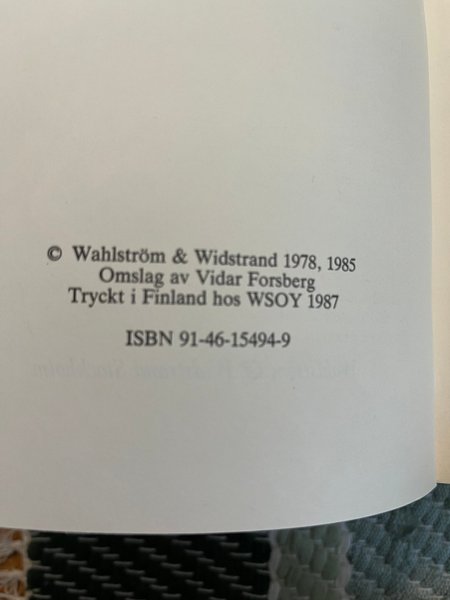 © Wahlström & Widstrand 1978, 1985
Omslag av Vidar Forsberg
Tryckt i Finland hos WSOY 1987
ISBN 91-46-15494-9